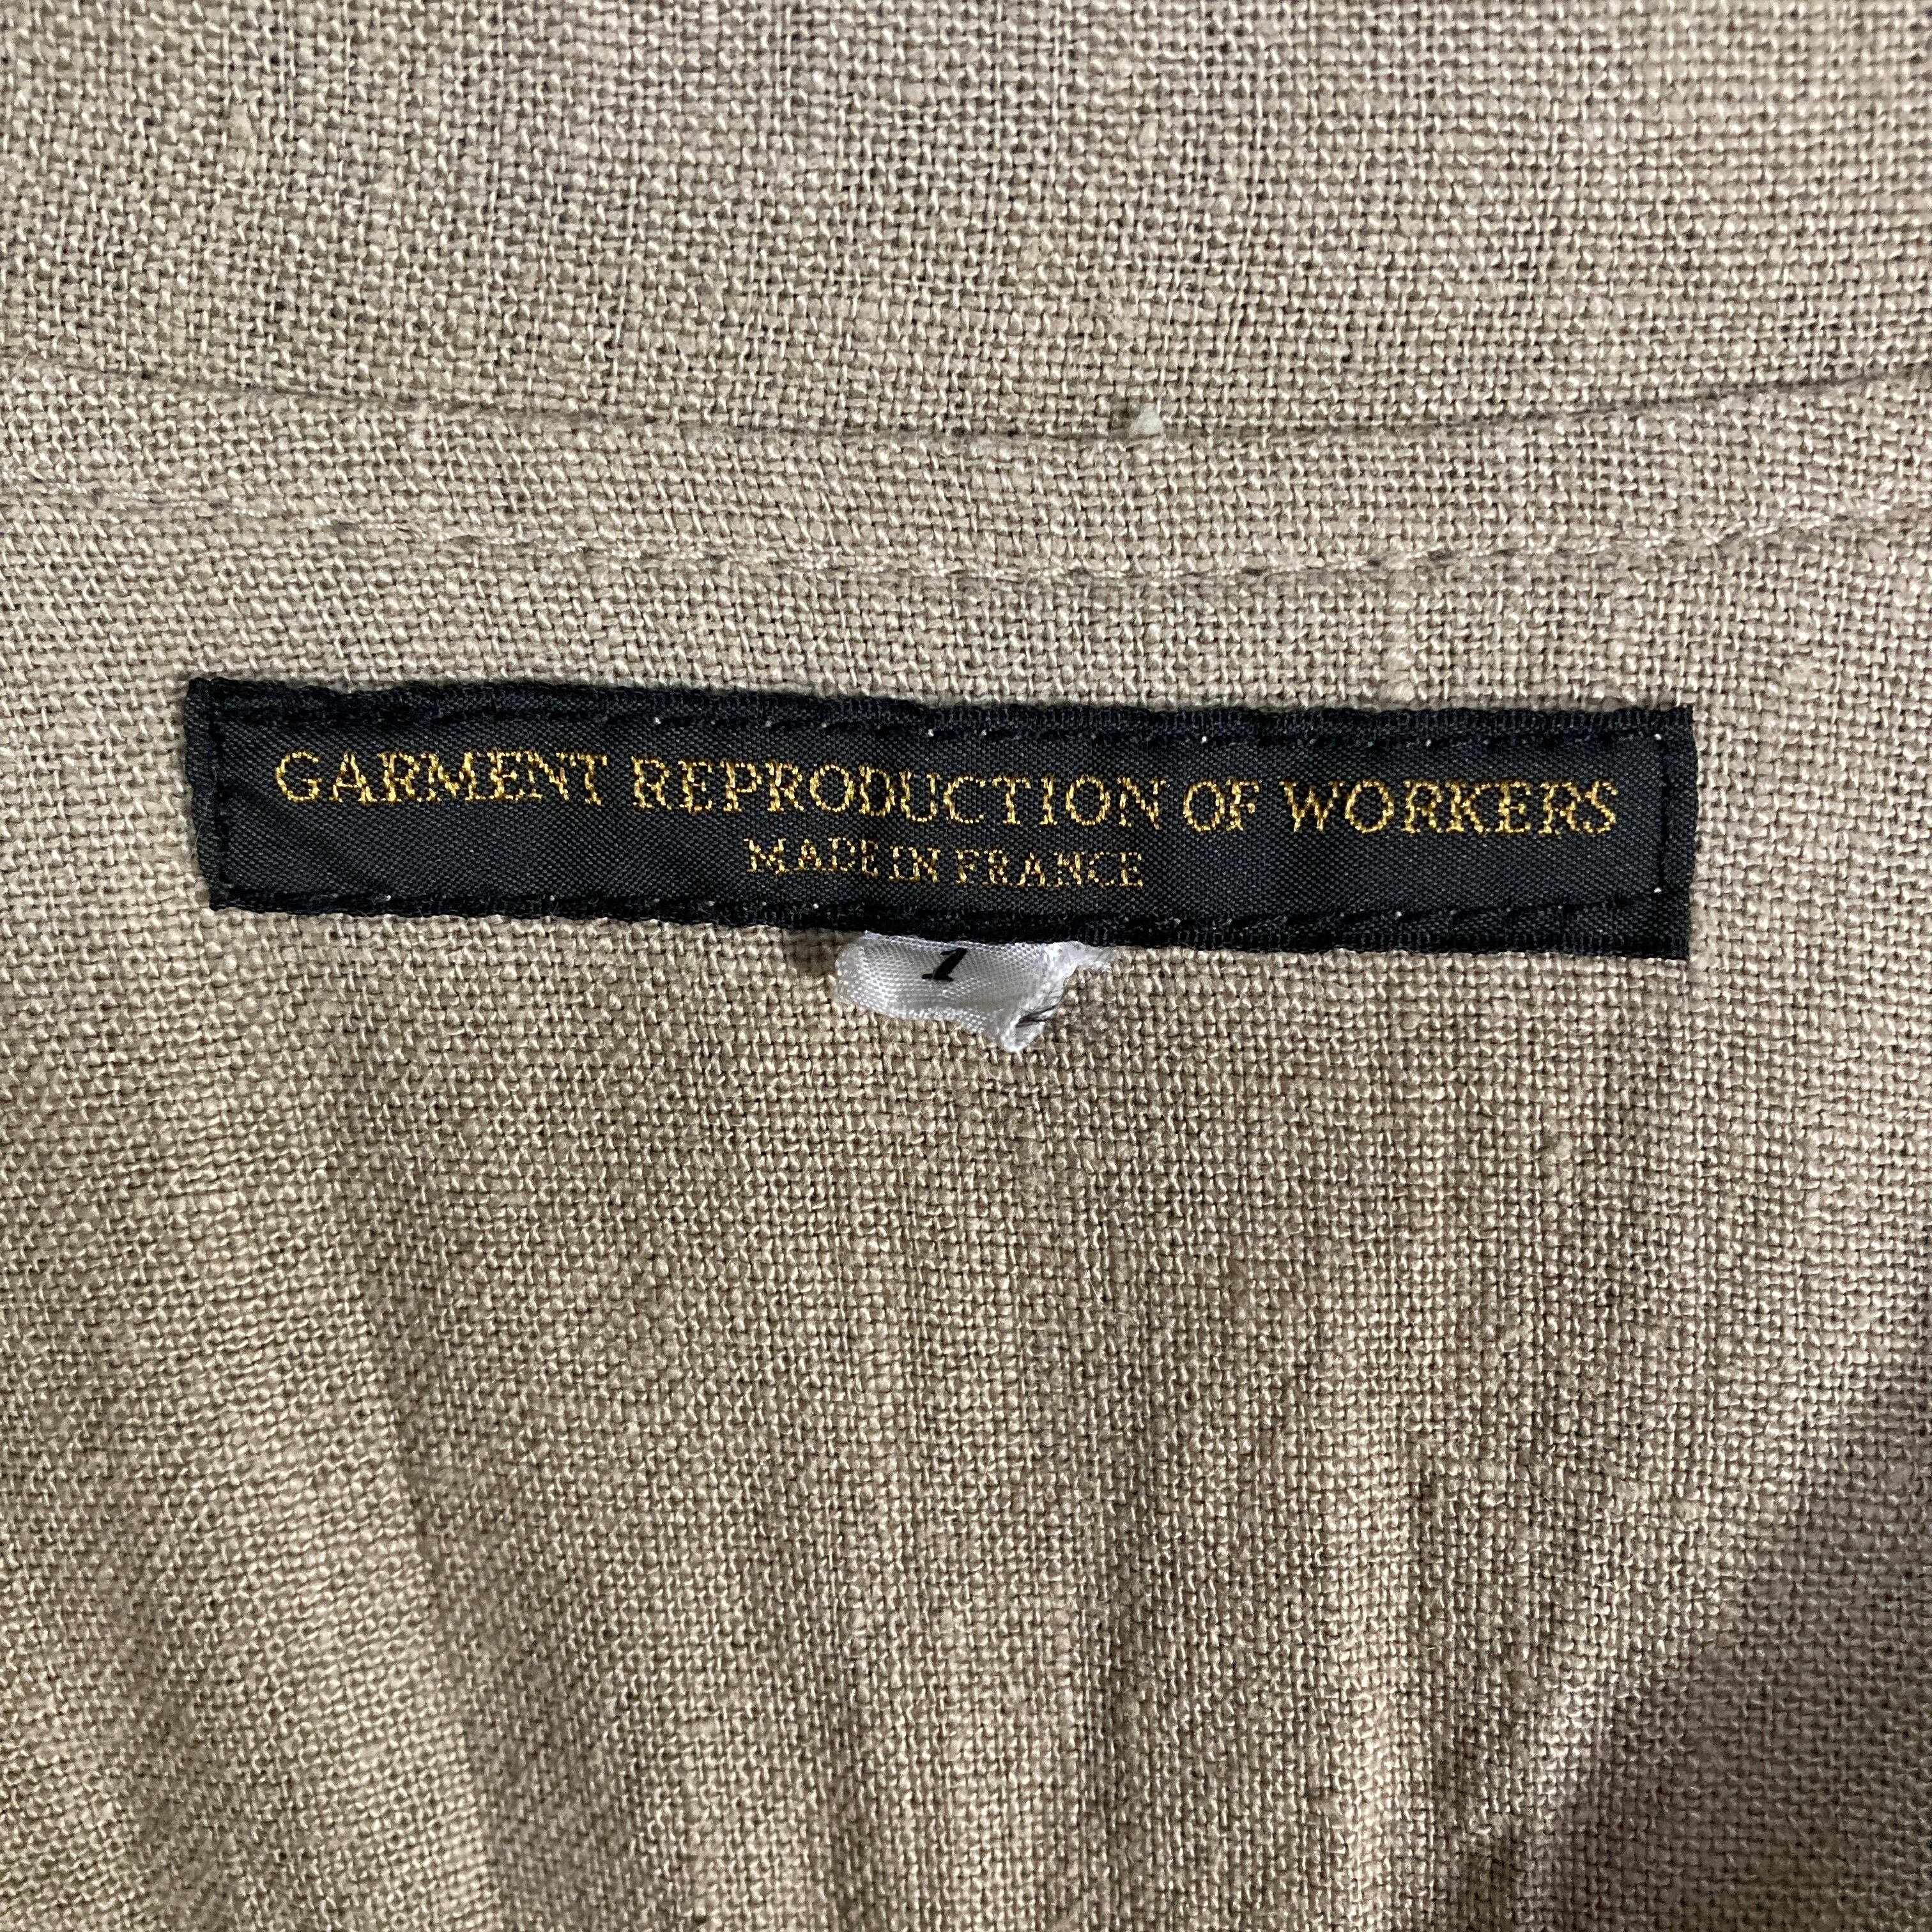 GARMENT REPRODUCTION OF WORKERS
MADE IN FRANCE
1